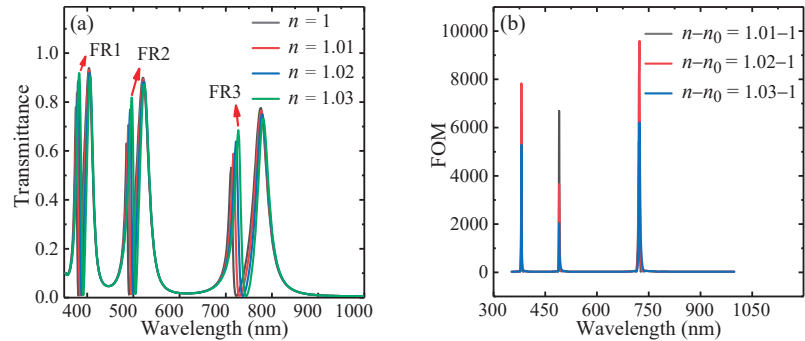 (a)
n = 1
n = 1.01
n = 1.02
n = 1.03
FR1
FR2
FR3
1.0
0.8
0.6
0.4
0.2
0.0
Transmittance
400 500 600 700 800 900 1000
Wavelength (nm)
(b)
n–n0 = 1.01–1
n–n0 = 1.02–1
n–n0 = 1.03–1
10000
8000
6000
4000
2000
0
FOM
300 450 600 750 900 1050
Wavelength (nm)